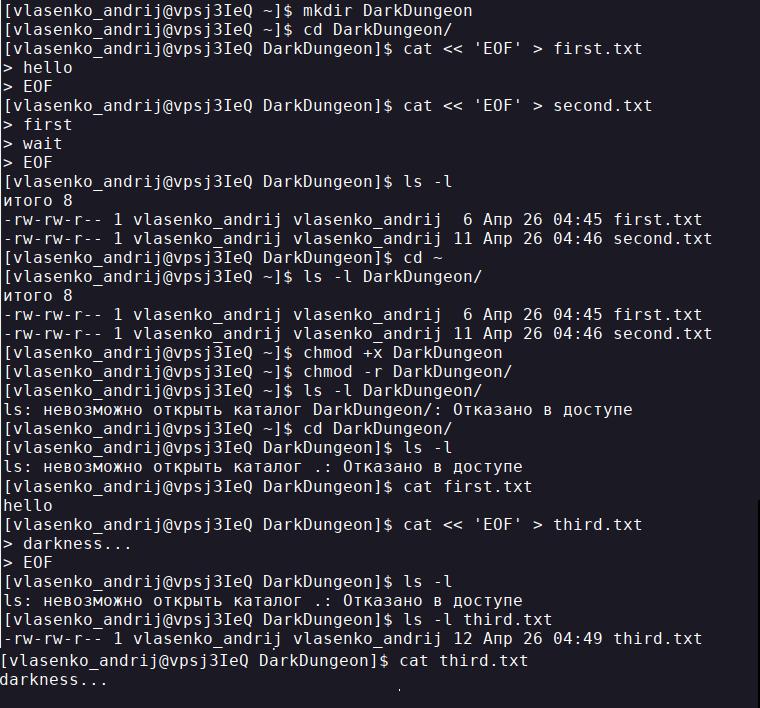 [vlasenko_andrij@vpsj3IeQ ~]$ mkdir DarkDungeon
[vlasenko_andrij@vpsj3IeQ ~]$ cd DarkDungeon/
[vlasenko_andrij@vpsj3IeQ DarkDungeon]$ cat << 'EOF' > first.txt
> hello
> EOF
[vlasenko_andrij@vpsj3IeQ DarkDungeon]$ cat << 'EOF' > second.txt
> first
> wait
> EOF
[vlasenko_andrij@vpsj3IeQ DarkDungeon]$ ls -l
итого 8
-rw-rw-r-- 1 vlasenko_andrij vlasenko_andrij  6 Апр 26 04:45 first.txt
-rw-rw-r-- 1 vlasenko_andrij vlasenko_andrij 11 Апр 26 04:46 second.txt
[vlasenko_andrij@vpsj3IeQ DarkDungeon]$ cd ~
[vlasenko_andrij@vpsj3IeQ ~]$ ls -l DarkDungeon/
итого 8
-rw-rw-r-- 1 vlasenko_andrij vlasenko_andrij  6 Апр 26 04:45 first.txt
-rw-rw-r-- 1 vlasenko_andrij vlasenko_andrij 11 Апр 26 04:46 second.txt
[vlasenko_andrij@vpsj3IeQ ~]$ chmod +x DarkDungeon
[vlasenko_andrij@vpsj3IeQ ~]$ chmod -r DarkDungeon/
[vlasenko_andrij@vpsj3IeQ ~]$ ls -l DarkDungeon/
ls: невозможно открыть каталог DarkDungeon/: Отказано в доступе
[vlasenko_andrij@vpsj3IeQ ~]$ cd DarkDungeon/
[vlasenko_andrij@vpsj3IeQ DarkDungeon]$ ls -l
ls: невозможно открыть каталог .: Отказано в доступе
[vlasenko_andrij@vpsj3IeQ DarkDungeon]$ cat first.txt
hello
[vlasenko_andrij@vpsj3IeQ DarkDungeon]$ cat << 'EOF' > third.txt
> darkness...
> EOF
[vlasenko_andrij@vpsj3IeQ DarkDungeon]$ ls -l
ls: невозможно открыть каталог .: Отказано в доступе
[vlasenko_andrij@vpsj3IeQ DarkDungeon]$ ls -l third.txt
-rw-rw-r-- 1 vlasenko_andrij vlasenko_andrij 12 Апр 26 04:49 third.txt
[vlasenko_andrij@vpsj3IeQ DarkDungeon]$ cat third.txt
darkness...